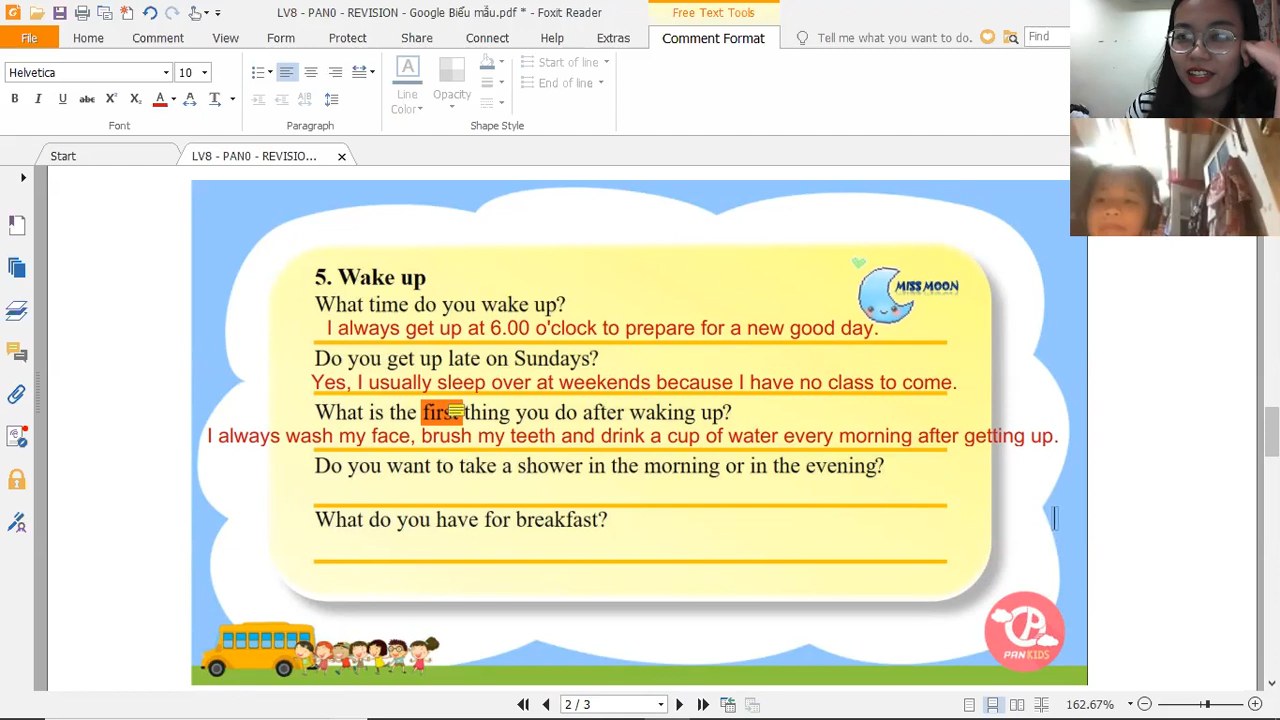 LV8 - PAN0 - REVISION - Google Biểu mẫu.pdf * - Foxit Reader
Free Text Tools
File Home Comment View Form Protect Share Connect Help Extras Comment Format Tell me what you want to do. Find
Helvetica 10
Line Color
Opacity
Start of line
End of line
Font Paragraph Shape Style
Start LV8 - PAN0 - REVISIO...
5. Wake up
MISS MOON
What time do you wake up?
I always get up at 6.00 o'clock to prepare for a new good day.
Do you get up late on Sundays?
Yes, I usually sleep over at weekends because I have no class to come.
What is the first thing you do after waking up?
I always wash my face, brush my teeth and drink a cup of water every morning after getting up.
Do you want to take a shower in the morning or in the evening?
What do you have for breakfast?
PAN KIDS
2 / 3 162.67%